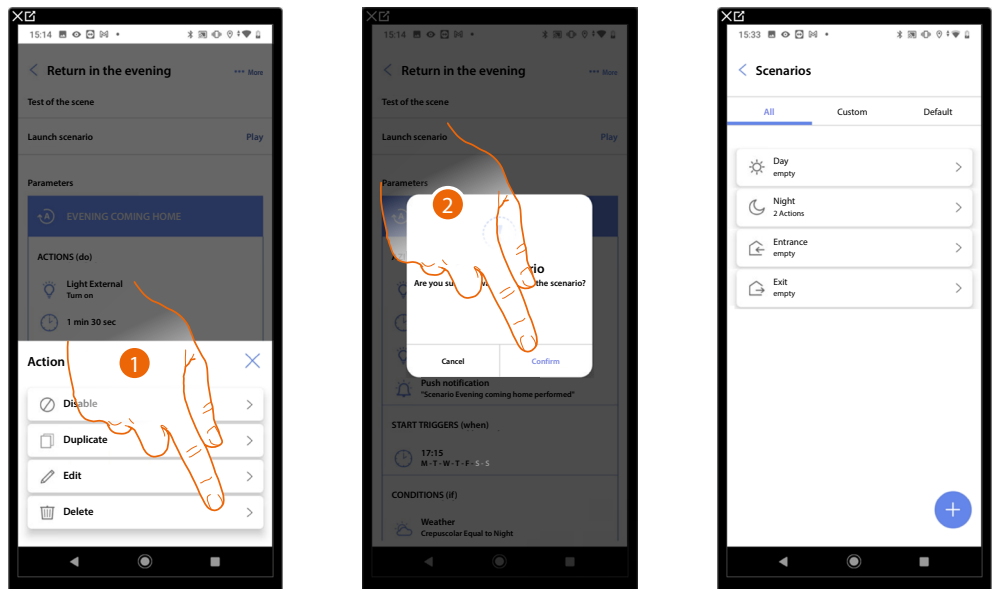 15:14
Return in the evening
••• More
Test of the scene
Launch scenario
Play
Parameters
EVENING COMING HOME
ACTIONS (do)
Light External
Turn on
1 min 30 sec
Action
1
Disable
Duplicate
Edit
Delete
15:14
Return in the evening
••• More
Test of the scene
Launch scenario
Play
Parameters
2
Are you
the scenario?
Cancel
Confirm
Push notification
"Scenario Evening coming home performed"
START TRIGGERS (when)
17:15
M - T - W - T - F - S - S
CONDITIONS (if)
Weather
Crepuscolar Equal to Night
15:33
Scenarios
All
Custom
Default
Day
empty
Night
2 Actions
Entrance
empty
Exit
empty